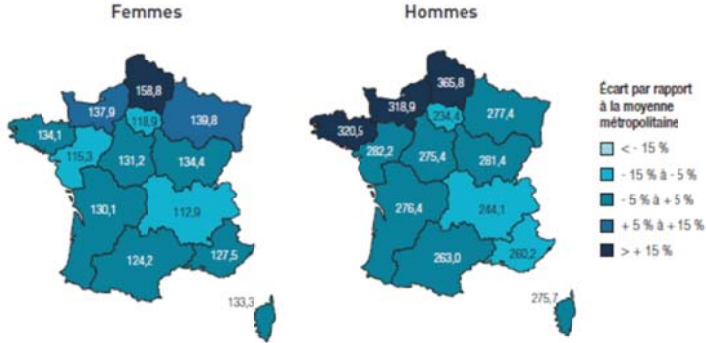 Femmes
Hommes
158,8
137,9
118,9
139,8
134,1
115,3
131,2
134,4
130,1
112,9
124,2
127,5
133,3
365,8
318,9
234,4
277,4
320,5
282,2
275,4
281,4
276,4
244,1
263,0
260,2
275,7
Écart par rapport
à la moyenne
métropolitaine
< - 15 %
- 15 % à - 5 %
- 5 % à + 5 %
+ 5 % à + 15 %
> + 15 %